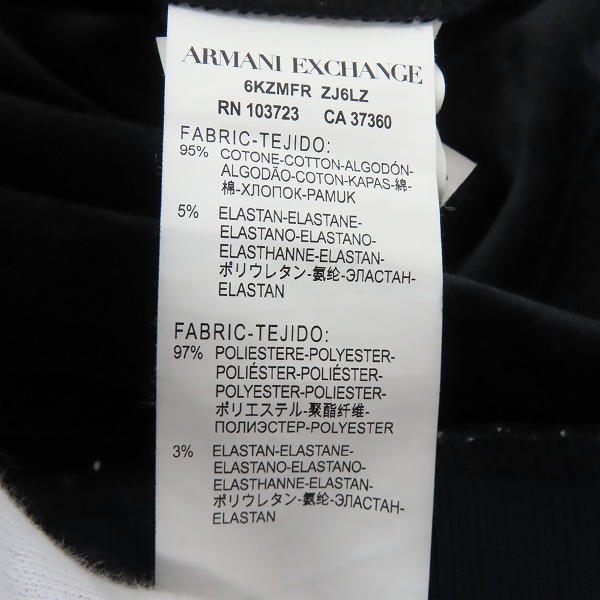 ARMANI EXCHANGE
6KZMFR ZJ6LZ
RN 103723 CA 37360
FABRIC-TEJIDO:
95% COTONE-COTTON-ALGODÓN-
ALGODÃO-COTON-KAPAS-綿-
棉-ХЛОПОК-PAMUK
5% ELASTAN-ELASTANE-
ELASTANO-ELASTANO-
ELASTHANNE-ELASTAN-
ポリウレタン-氨纶-ЭЛАСТАН-
ELASTAN
FABRIC-TEJIDO:
97% POLIESTERE-POLYESTER-
POLIÉSTER-POLIÉSTER-
POLYESTER-POLIESTER-
ポリエステル-聚酯纤维-
ПОЛИЭСТЕР-POLYESTER
3% ELASTAN-ELASTANE-
ELASTANO-ELASTANO-
ELASTHANNE-ELASTAN-
ポリウレタン-氨纶-ЭЛАСТАН-
ELASTAN